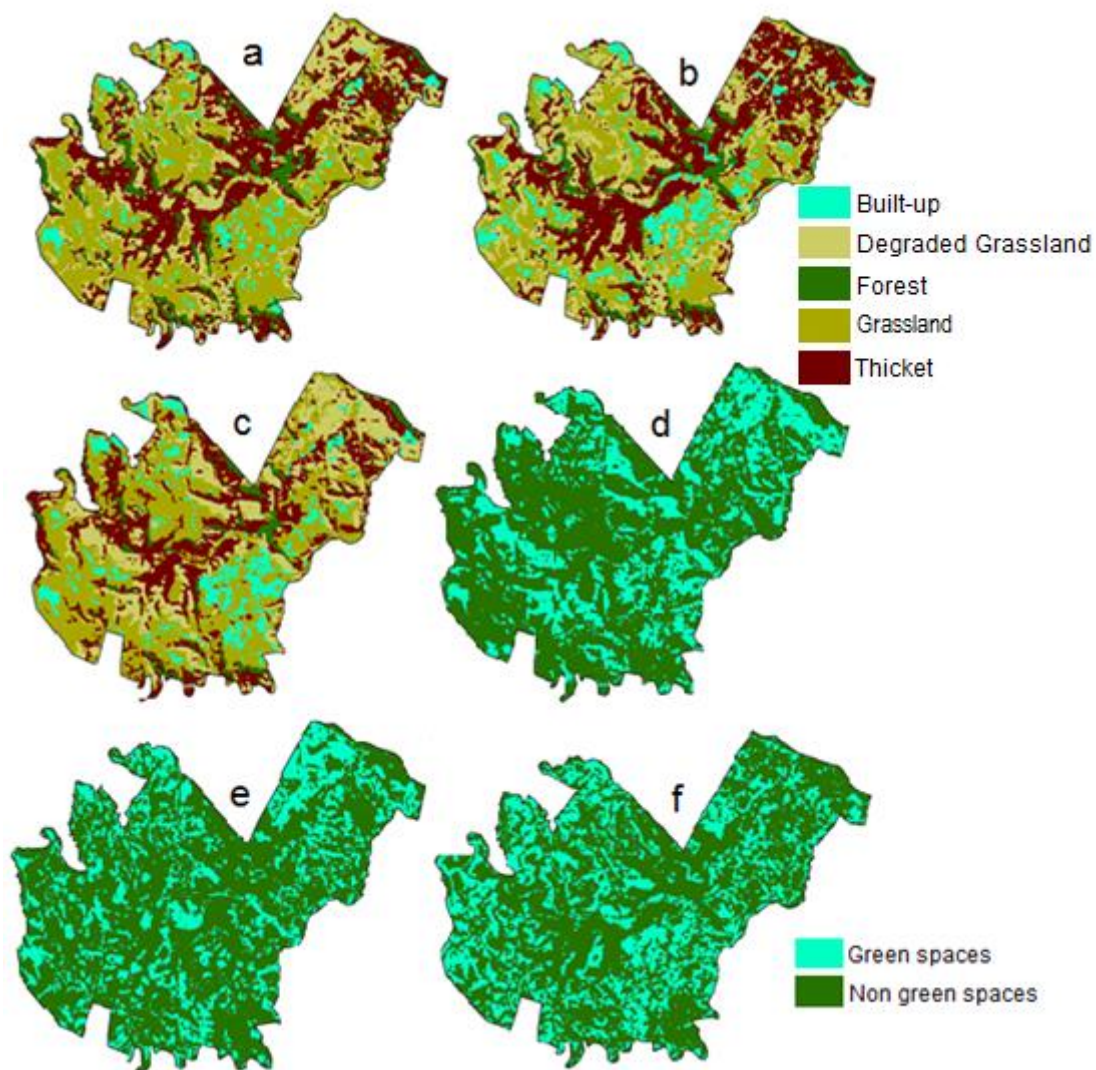 a
b
Built-up
Degraded Grassland
Forest
Grassland
Thicket
c
d
e
f
Green spaces
Non green spaces